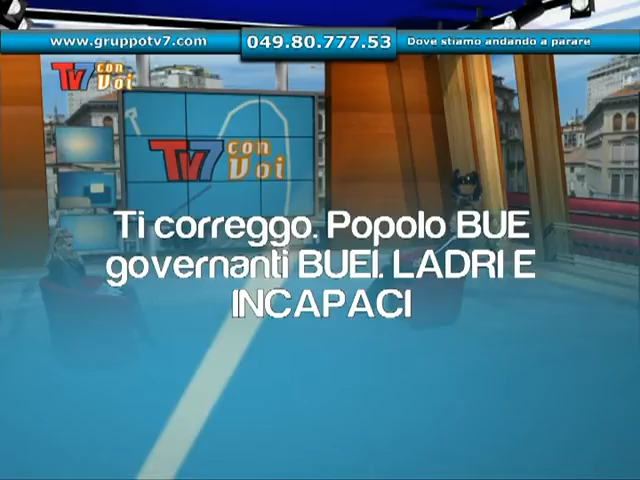 www.gruppotv7.com
049.80.777.53
Dove stiamo andando a parare
TV7 con Voi
TV7 con Voi
Ti correggo. Popolo BUE
governanti BUEI. LADRI E
INCAPACI